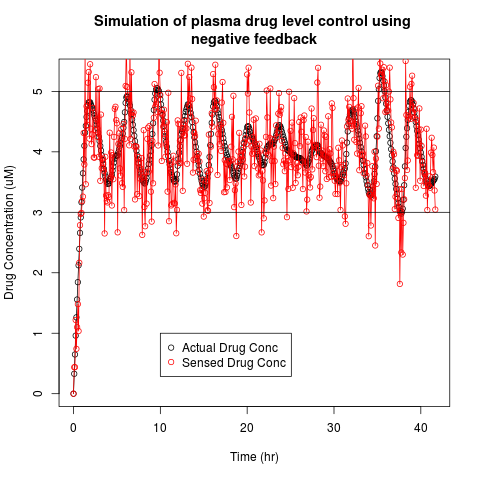 Simulation of plasma drug level control using
negative feedback
Drug Concentration (uM)
5
4
3
2
1
0
Actual Drug Conc
Sensed Drug Conc
0 10 20 30 40
Time (hr)